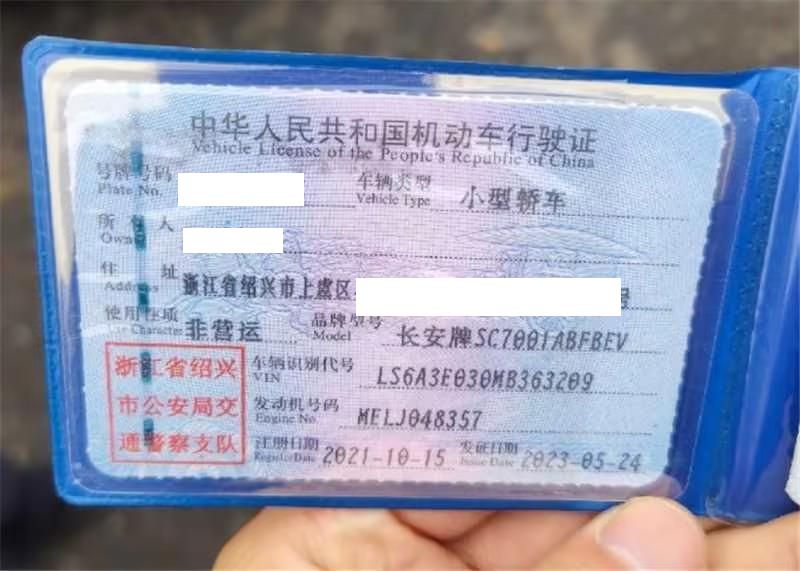 中华人民共和国机动车行驶证
Vehicle License of the People's Republic of China
号牌号码 车辆类型 小型轿车
Plate No. Vehicle Type
所 人
Owne
住 址 浙江省绍兴市上虞区
Address
使用性质 非营运 品牌型号 长安牌SC7001ABFBEV
Use Character Model
浙江省绍兴 车辆识别代号 LS6A3E030MB363209
VIN
市公安局交 发动机号码 MELJ048357
Engine No.
通警察支队 注册日期 2021-10-15 发证日期 2023-05-24
Register Date Issue Date